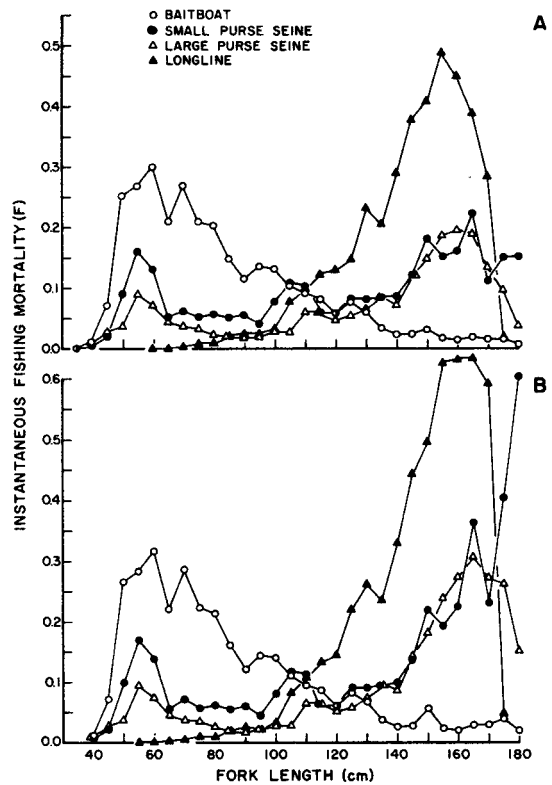 BAITBOAT
SMALL PURSE SEINE
LARGE PURSE SEINE
LONGLINE
A
0.5
0.4
0.3
0.2
0.1
0.0
INSTANTANEOUS FISHING MORTALITY (F)
B
0.6
0.5
0.4
0.3
0.2
0.1
0.0
40 60 80 100 120 140 160 180
FORK LENGTH (cm)